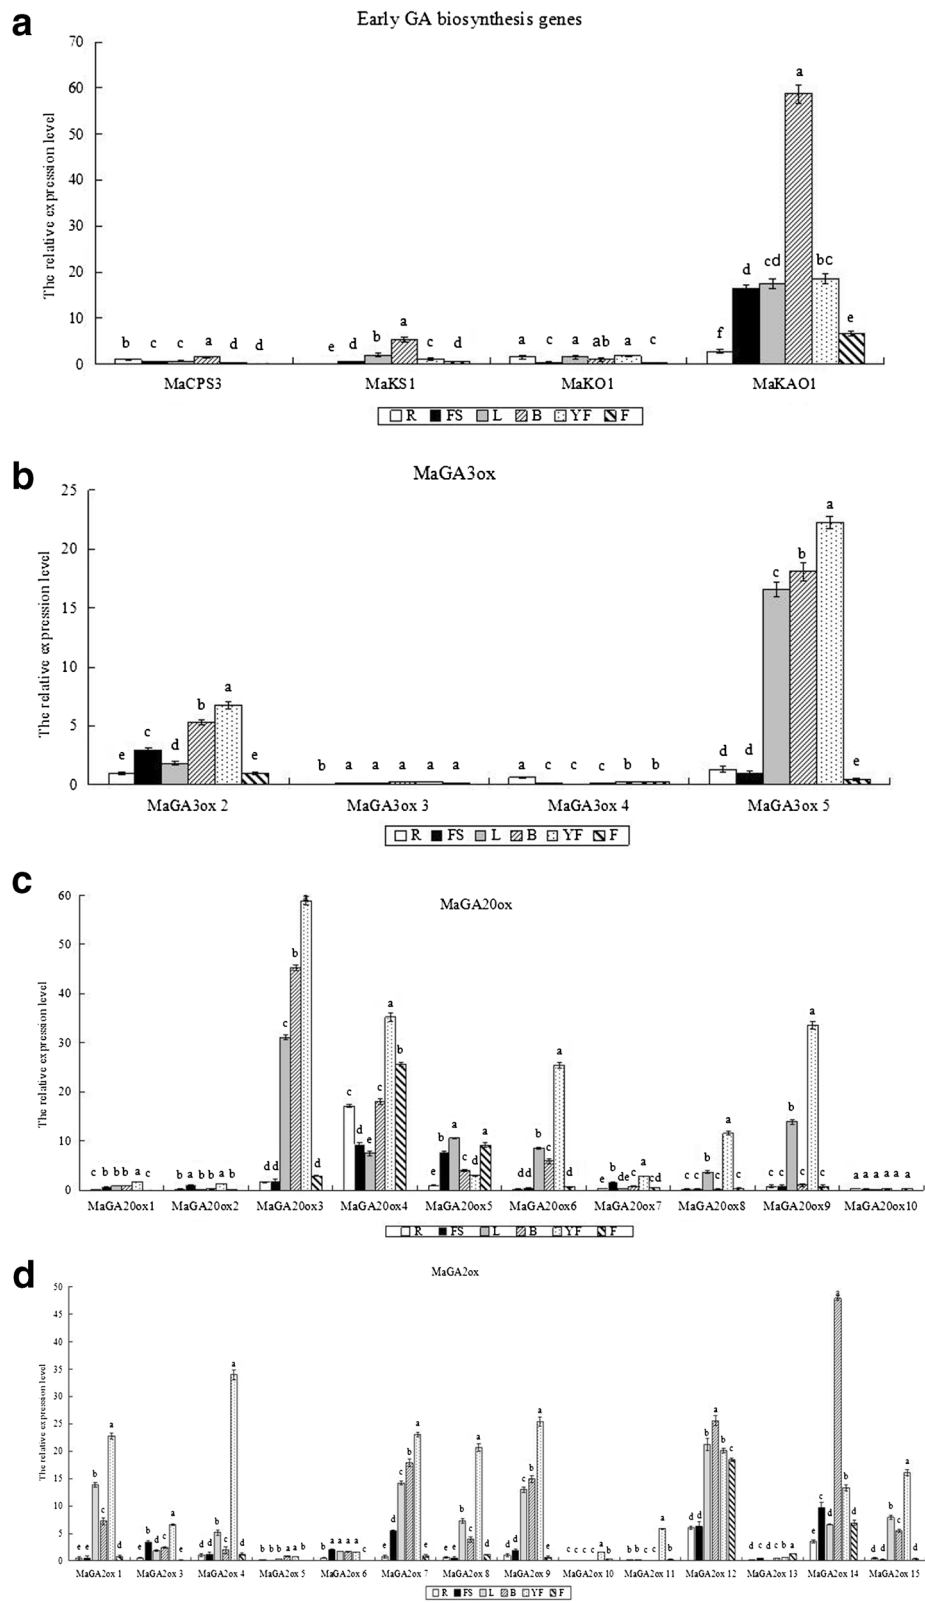 a
Early GA biosynthesis genes
The relative expression level
70
60
50
40
30
20
10
0
b c c a d d
e d b a c d
a c a ab a c
f d cd a bc e
MaCPS3 MaKS1 MaKO1 MaKAO1
R FS L B YF F
b
MaGA3ox
The relative expression level
25
20
15
10
5
0
e c d b a e
b a a a a a
a c c c b b
d d c b a e
MaGA3ox 2 MaGA3ox 3 MaGA3ox 4 MaGA3ox 5
R FS L B YF F
c
MaGA20ox
The relative expression level
60
50
40
30
20
10
0
c b b b a c
b a b b a b
d d c b a d
c d e c a b
e b a c d a
d d b c a d
d b de c a cd
c c b c a c
c c b c a c
a a a a a a
MaGA20ox1 MaGA20ox2 MaGA20ox3 MaGA20ox4 MaGA20ox5 MaGA20ox6 MaGA20ox7 MaGA20ox8 MaGA20ox9 MaGA20ox10
R FS L B YF F
d
MaGA2ox
The relative expression level
50
45
40
35
30
25
20
15
10
5
0
e e b c a d
e b d c a e
d d b c a d
b b b a a b
b a a a a c
e d c b a e
d e b c a d
e d c b a e
c c c c a b
b b c c a b
d d b a b c
d c d c b a
e c d a b d
d d b c a d
MaGA2ox 1 MaGA2ox 3 MaGA2ox 4 MaGA2ox 5 MaGA2ox 6 MaGA2ox 7 MaGA2ox 8 MaGA2ox 9 MaGA2ox 10 MaGA2ox 11 MaGA2ox 12 MaGA2ox 13 MaGA2ox 14 MaGA2ox 15
R FS L B YF F